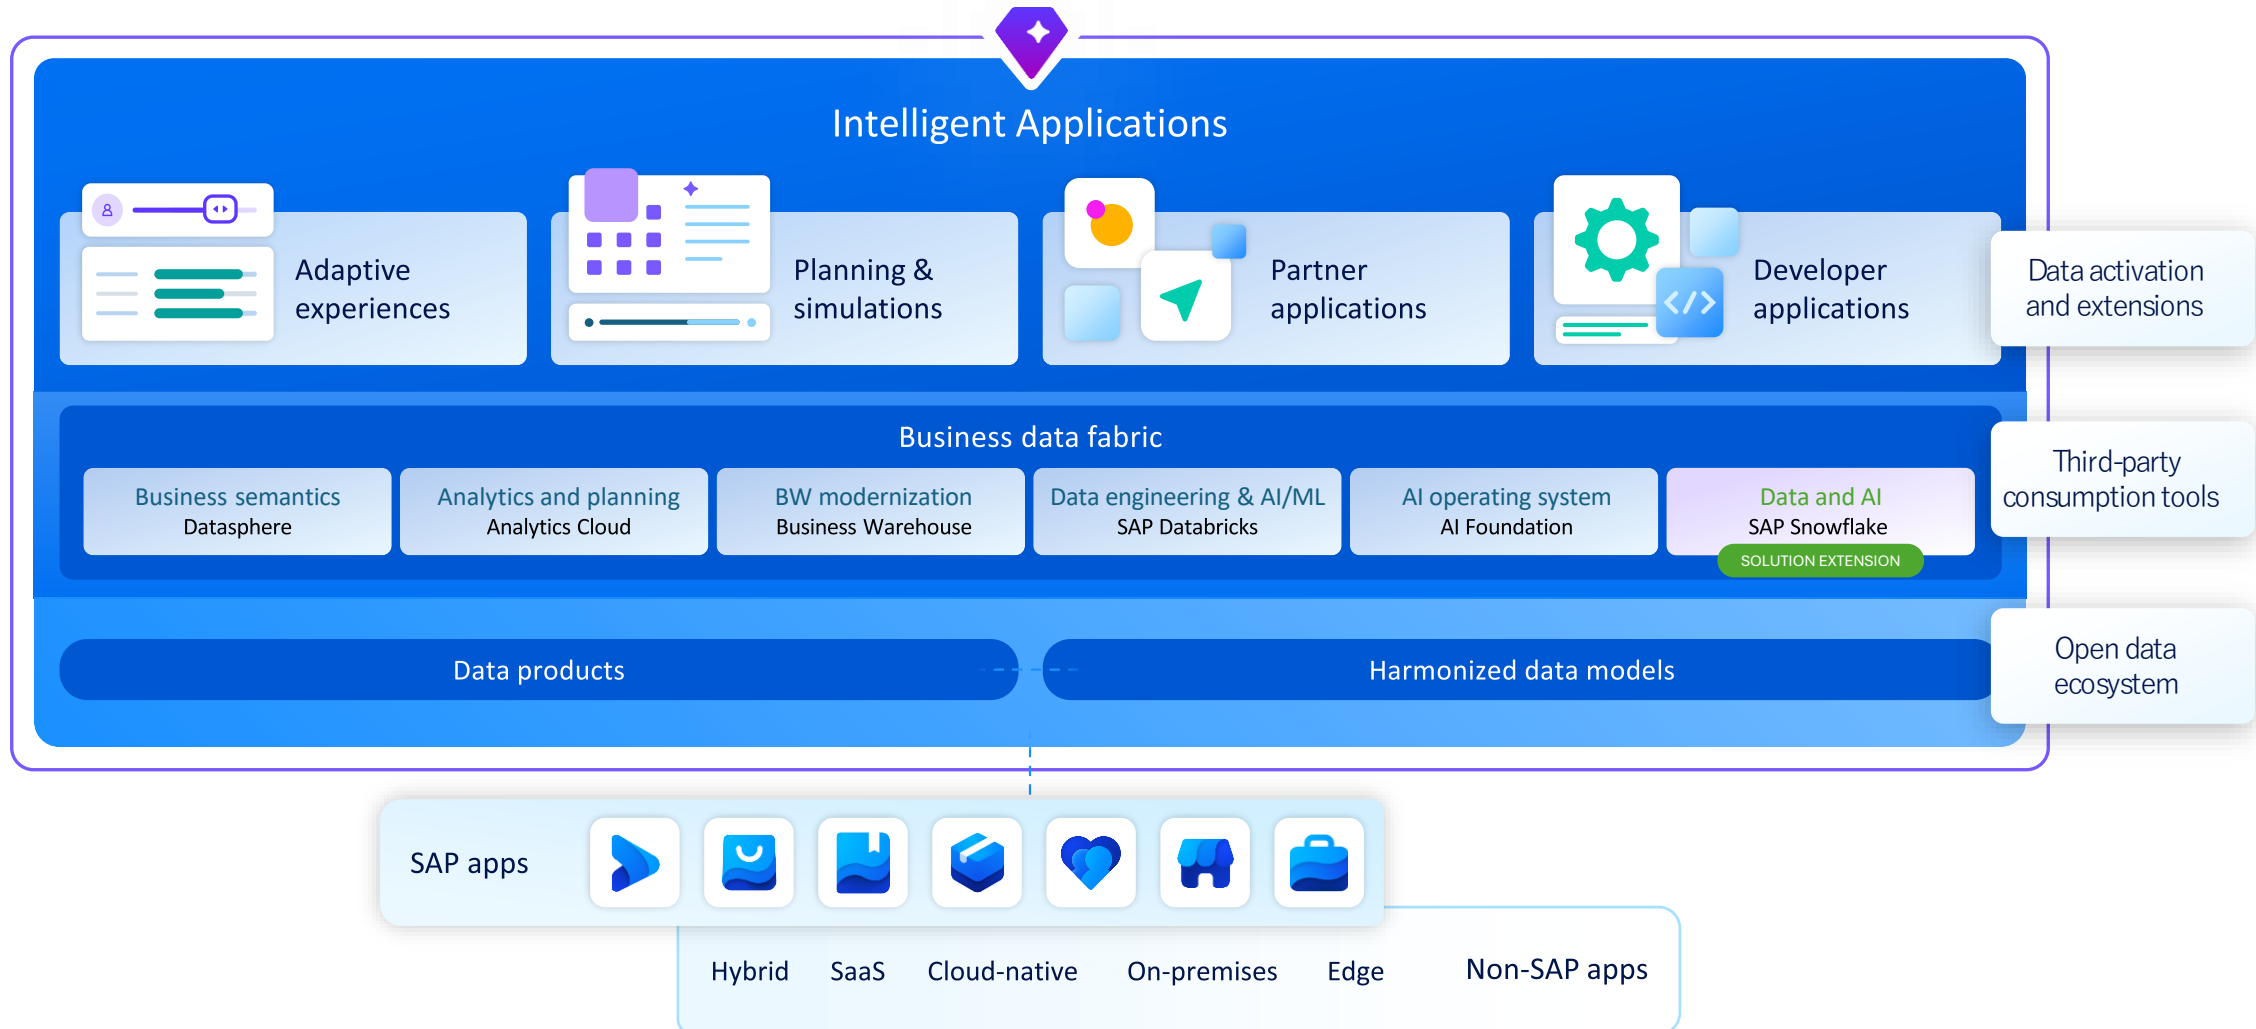 Intelligent Applications
Adaptive
experiences
Planning &
simulations
Partner
applications
Developer
applications
Data activation
and extensions
Business data fabric
Business semantics
Datasphere
Analytics and planning
Analytics Cloud
BW modernization
Business Warehouse
Data engineering & AI/ML
SAP Databricks
AI operating system
AI Foundation
Data and AI
SAP Snowflake
SOLUTION EXTENSION
Third-party
consumption tools
Data products
Harmonized data models
Open data
ecosystem
SAP apps
Hybrid
SaaS
Cloud-native
On-premises
Edge
Non-SAP apps